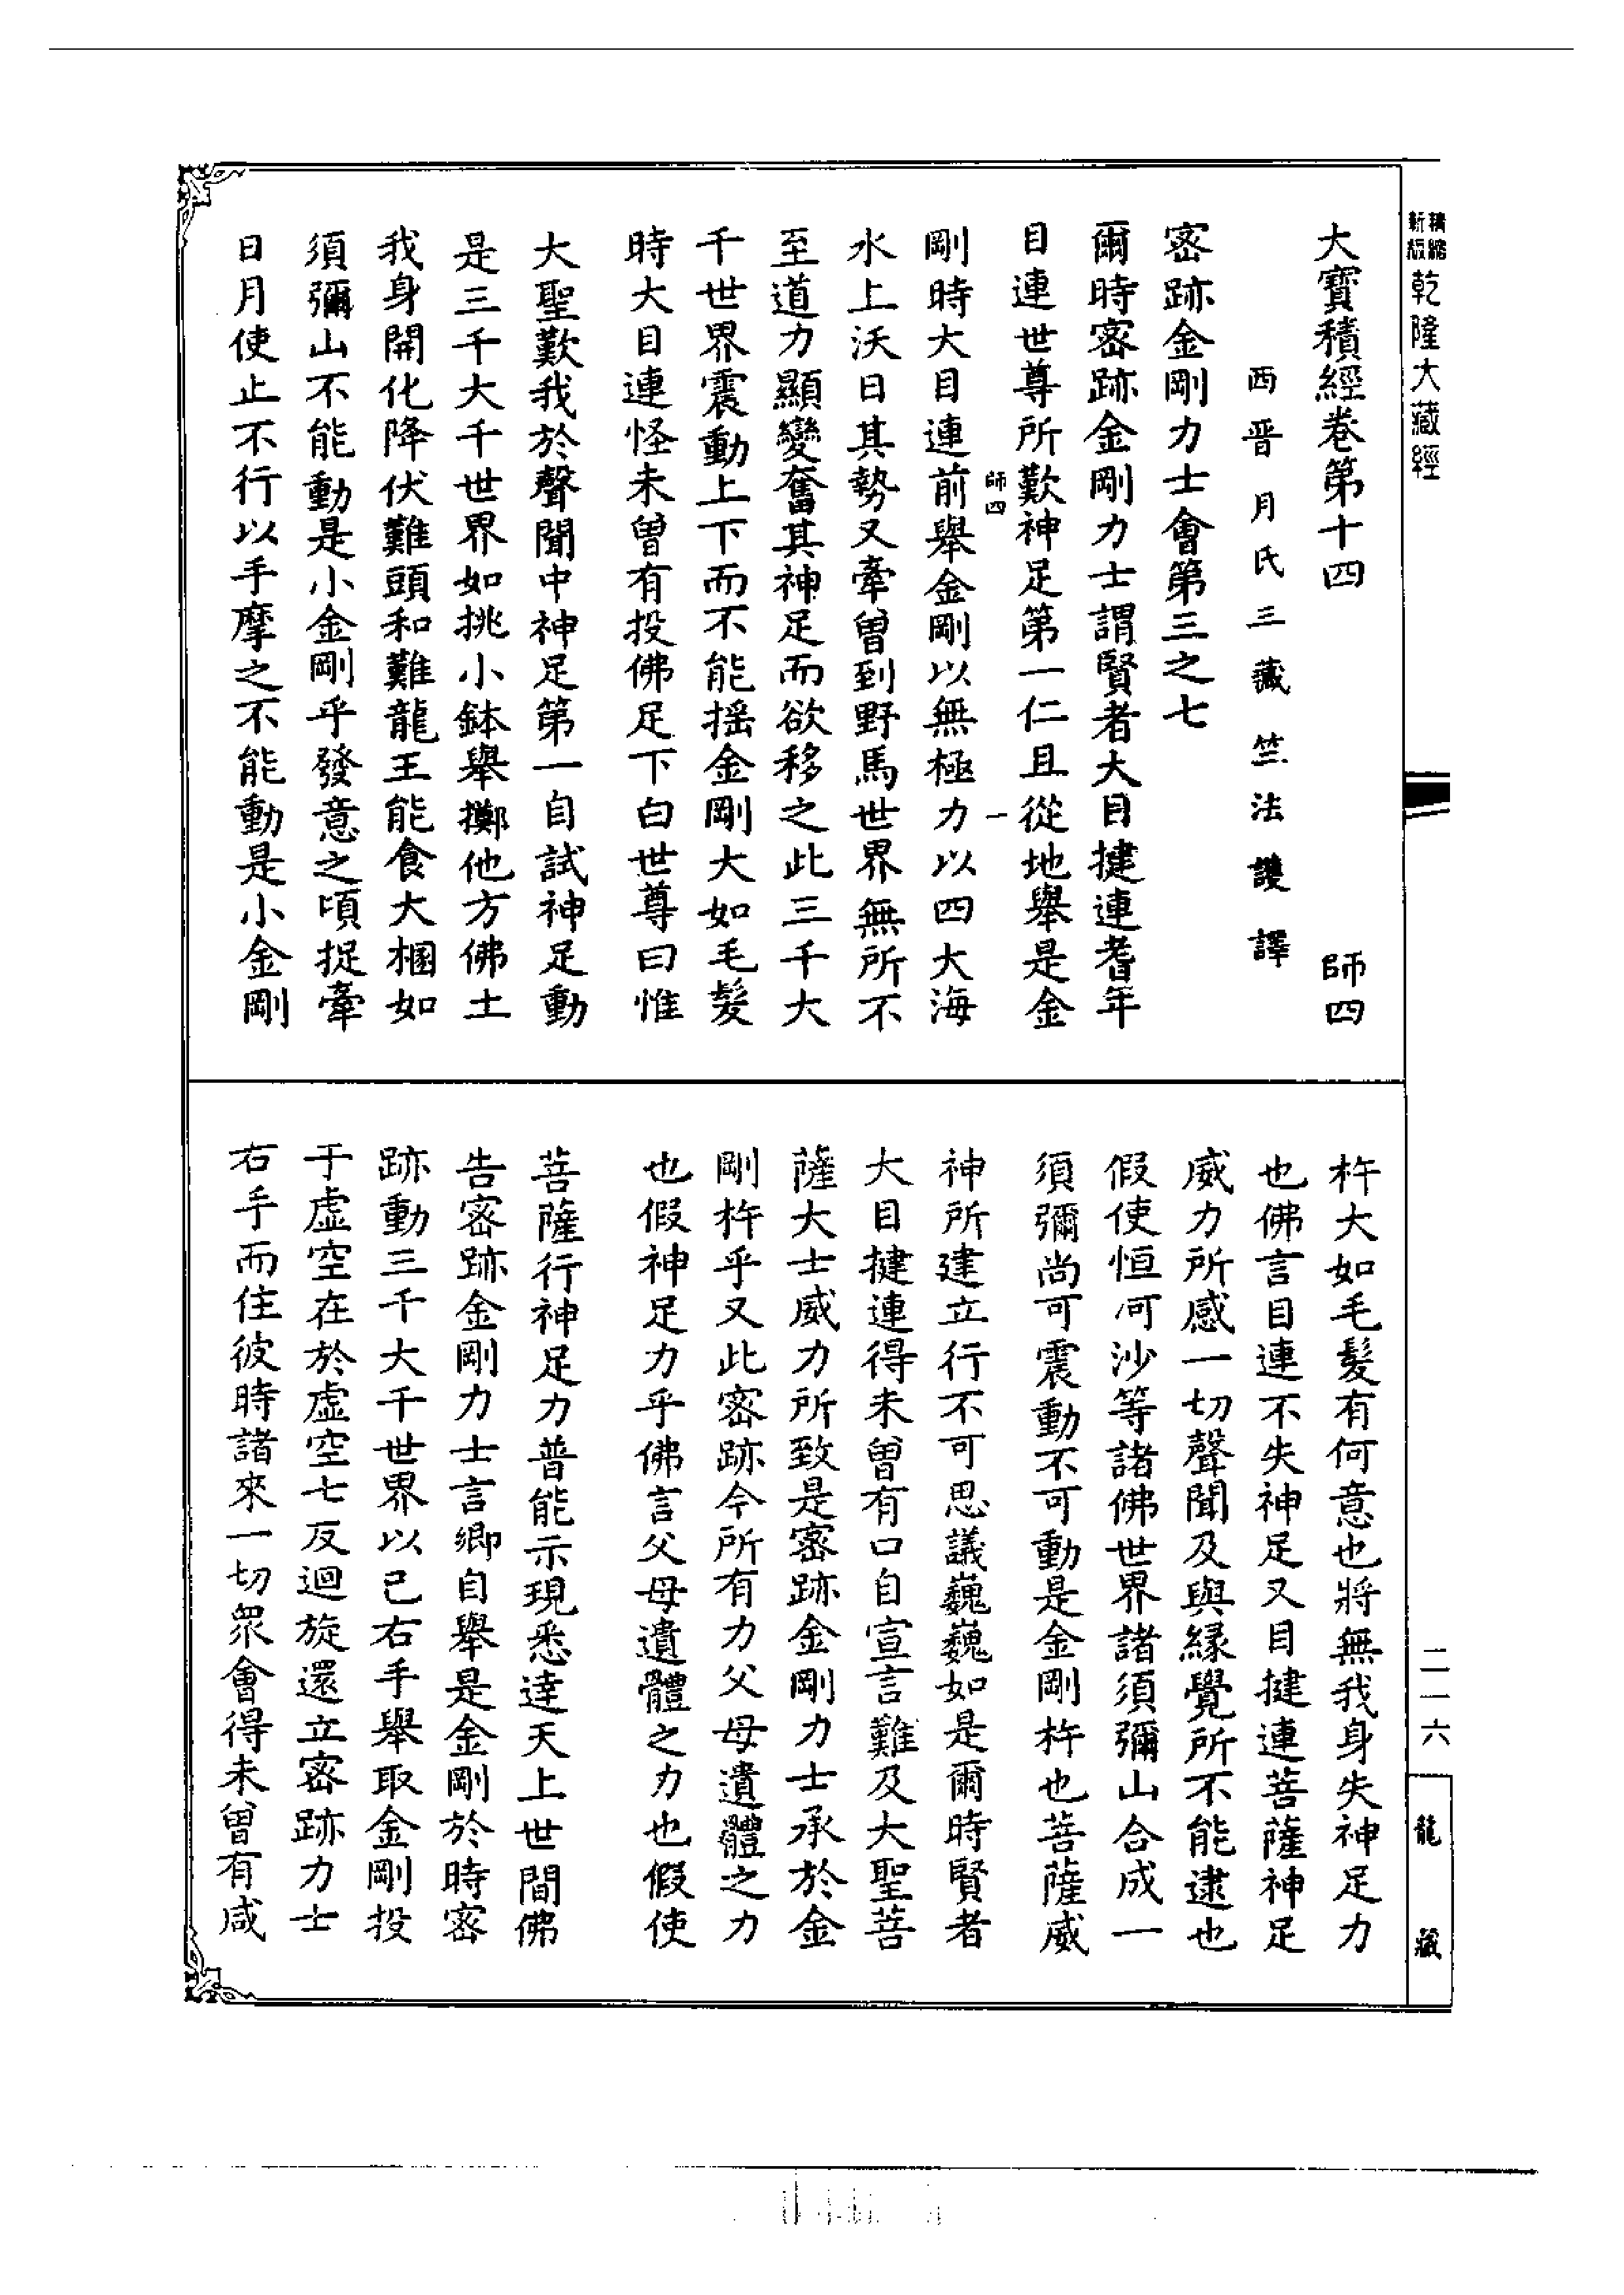 新版
精縮
乾隆大藏經
大寶積經卷第十四　師四
西晉月氏三藏竺法護譯
密跡金剛力士會第三之七
爾時密跡金剛力士謂賢者大目揵連耆年
目連世尊所歎神足第一仁且從地舉是金
師四　一
剛時大目連前舉金剛以無極力以四大海
水上沃日其勢又牽曾到野馬世界無所不
至道力顯變奮其神足而欲移之此三千大
千世界震動上下而不能搖金剛大如毛髮
時大目連怪未曾有投佛足下白世尊曰惟
大聖歎我於聲聞中神足第一自試神足動
是三千大千世界如挑小鉢舉擲他方佛土
我身開化降伏難頭和難龍王能食大楓如
須彌山不能動是小金剛乎發意之頃捉牽
日月使止不行以手摩之不能動是小金剛
杵大如毛髮有何意也將無我身失神足力
也佛言目連不失神足又目揵連菩薩神足
威力所感一切聲聞及與緣覺所不能逮也
假使恒河沙等諸佛世界諸須彌山合成一
須彌尚可震動不可動是金剛杵也菩薩威
神所建立行不可思議巍巍如是爾時賢者
大目揵連得未曾有口自宣言難及大聖菩
薩大士威力所致是密跡金剛力士承於金
剛杵乎又此密跡今所有力父母遺體之力
也假神足力乎佛言父母遺體之力也假使
菩薩行神足力普能示現悉達天上世間佛
告密跡金剛力士言卿自舉是金剛於時密
跡動三千大千世界以己右手舉取金剛投
于虛空在於虛空七反迴旋還立密跡力士
右手而住彼時諸來一切眾會得未曾有咸
二一六
龍藏